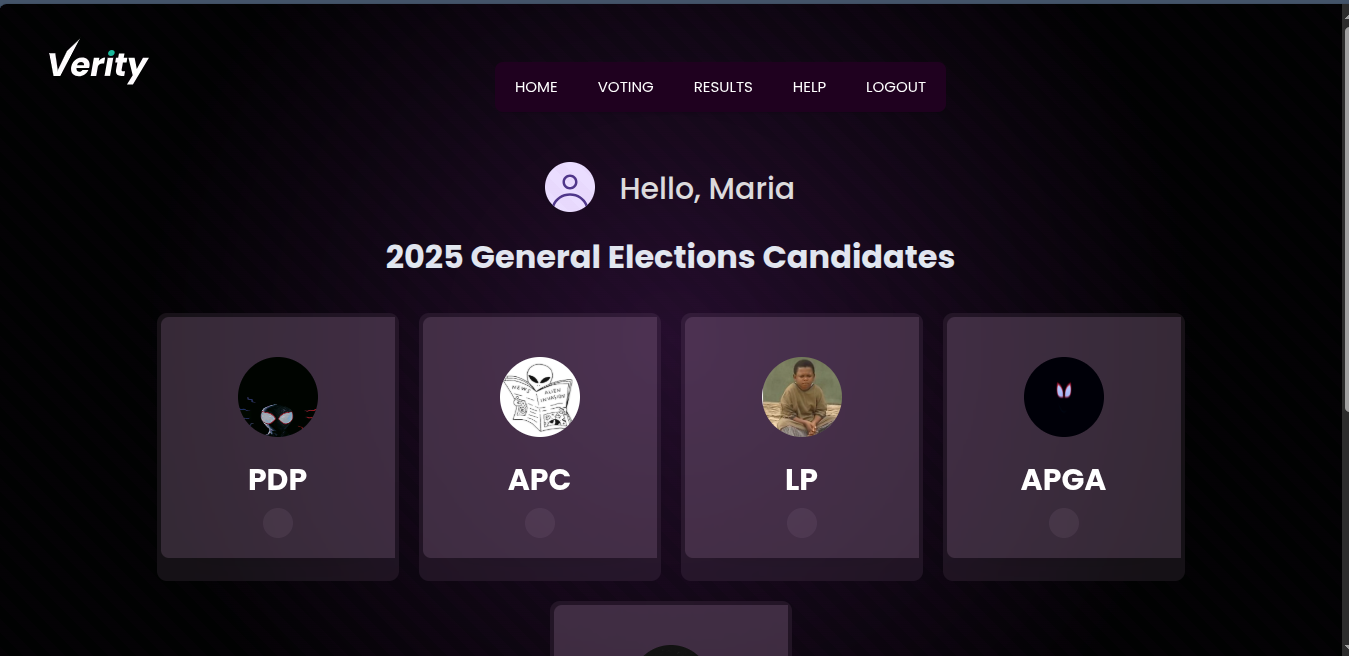 Verity
HOME VOTING RESULTS HELP LOGOUT
Hello, Maria
2025 General Elections Candidates
NEWS
ALIEN
INVASION
PDP APC LP APGA